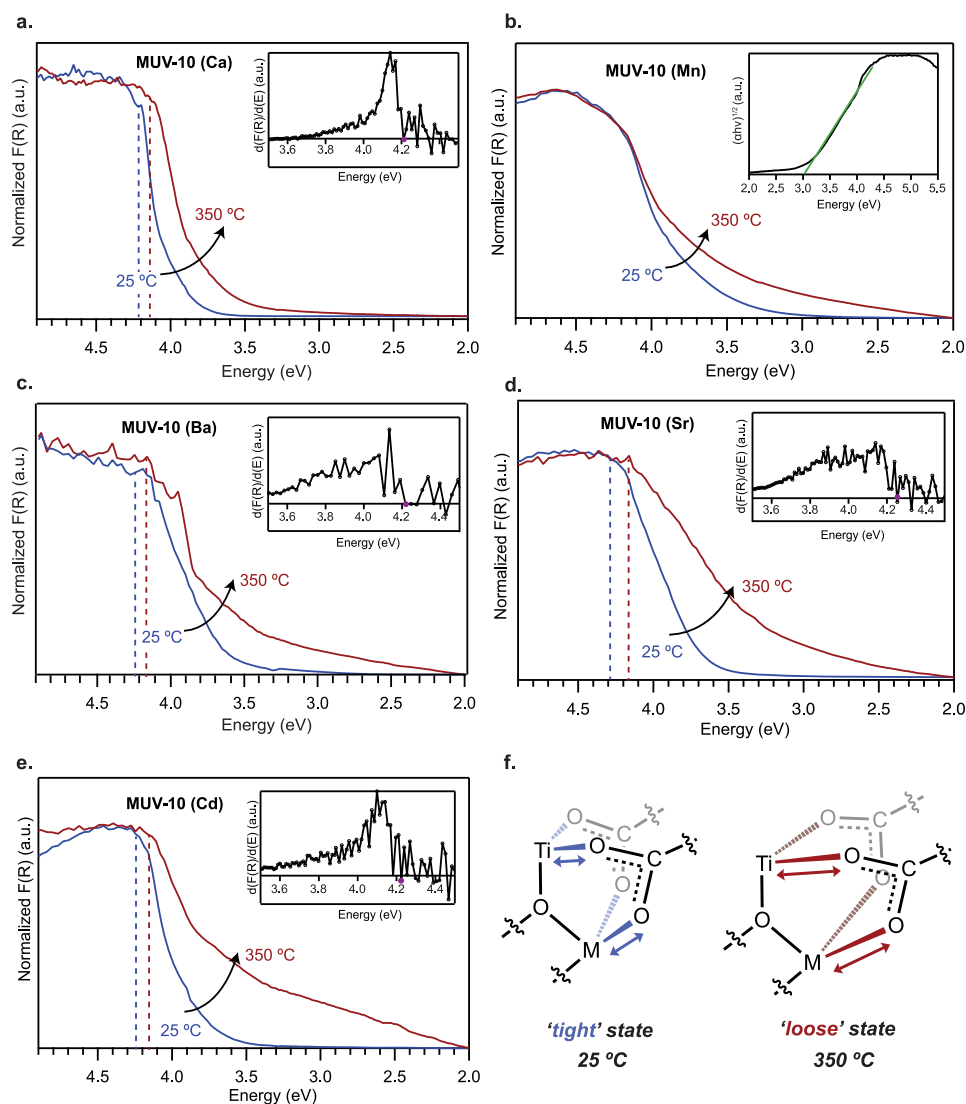 a.
MUV-10 (Ca)
Normalized F(R) (a.u.)
d(F(R)/d(E) (a.u.)
3.6 3.8 4.0 4.2
Energy (eV)
350 ºC
25 ºC
4.5 4.0 3.5 3.0 2.5 2.0
Energy (eV)
b.
MUV-10 (Mn)
Normalized F(R) (a.u.)
(αhν)1/2 (a.u.)
2.0 2.5 3.0 3.5 4.0 4.5 5.0 5.5
Energy (eV)
350 ºC
25 ºC
4.5 4.0 3.5 3.0 2.5 2.0
Energy (eV)
c.
MUV-10 (Ba)
Normalized F(R) (a.u.)
d(F(R)/d(E) (a.u.)
3.6 3.8 4.0 4.2 4.4
Energy (eV)
350 ºC
25 ºC
4.5 4.0 3.5 3.0 2.5 2.0
Energy (eV)
d.
MUV-10 (Sr)
Normalized F(R) (a.u.)
d(F(R)/d(E) (a.u.)
3.6 3.8 4.0 4.2 4.4
Energy (eV)
350 ºC
25 ºC
4.5 4.0 3.5 3.0 2.5 2.0
Energy (eV)
e.
MUV-10 (Cd)
Normalized F(R) (a.u.)
d(F(R)/d(E) (a.u.)
3.6 3.8 4.0 4.2 4.4
Energy (eV)
350 ºC
25 ºC
4.5 4.0 3.5 3.0 2.5 2.0
Energy (eV)
f.
O C
Ti O C
O
O O
M
'tight' state
25 ºC
O C
Ti O C
O
O O
M
'loose' state
350 ºC